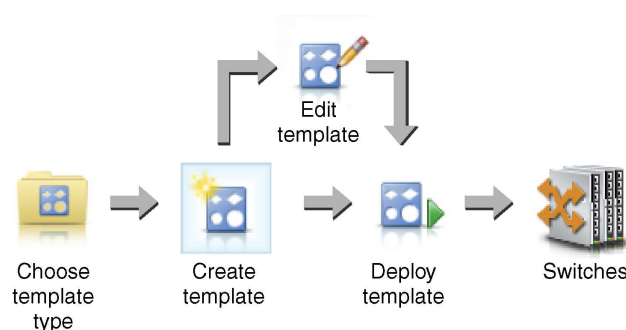 Edit
template
Choose
template
type
Create
template
Deploy
template
Switches